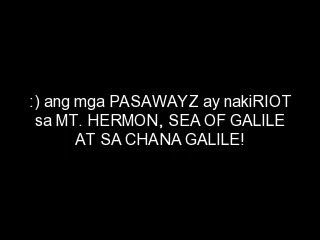 :) ang mga PASAWAYZ ay nakiRIOT
sa MT. HERMON, SEA OF GALILE
AT SA CHANA GALILE!